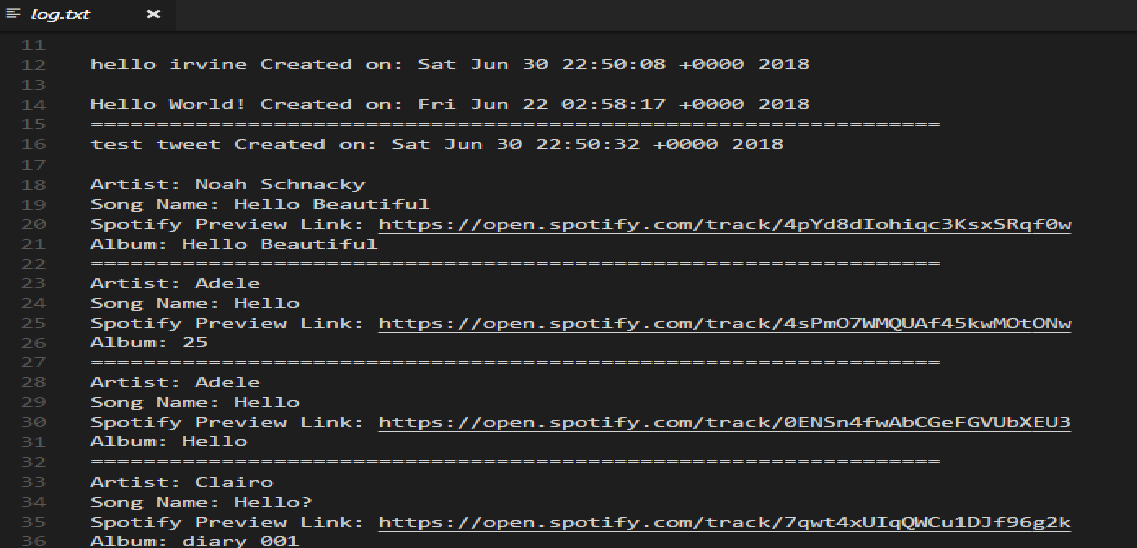 log.txt ×
11
12 hello irvine Created on: Sat Jun 30 22:50:08 +0000 2018
13
14 Hello World! Created on: Fri Jun 22 02:58:17 +0000 2018
15 =================================================================
16 test tweet Created on: Sat Jun 30 22:50:32 +0000 2018
17
18 Artist: Noah Schnacky
19 Song Name: Hello Beautiful
20 Spotify Preview Link: https://open.spotify.com/track/4pYd8dIohiqc3KsxSRqf0w
21 Album: Hello Beautiful
22 =================================================================
23 Artist: Adele
24 Song Name: Hello
25 Spotify Preview Link: https://open.spotify.com/track/4sPmO7WMQUAf45kwMOtONw
26 Album: 25
27 =================================================================
28 Artist: Adele
29 Song Name: Hello
30 Spotify Preview Link: https://open.spotify.com/track/0ENSn4fwAbCGeFGVUbXEU3
31 Album: Hello
32 =================================================================
33 Artist: Clairo
34 Song Name: Hello?
35 Spotify Preview Link: https://open.spotify.com/track/7qwt4xUIqQWCu1DJf96g2k
36 Album: diary 001